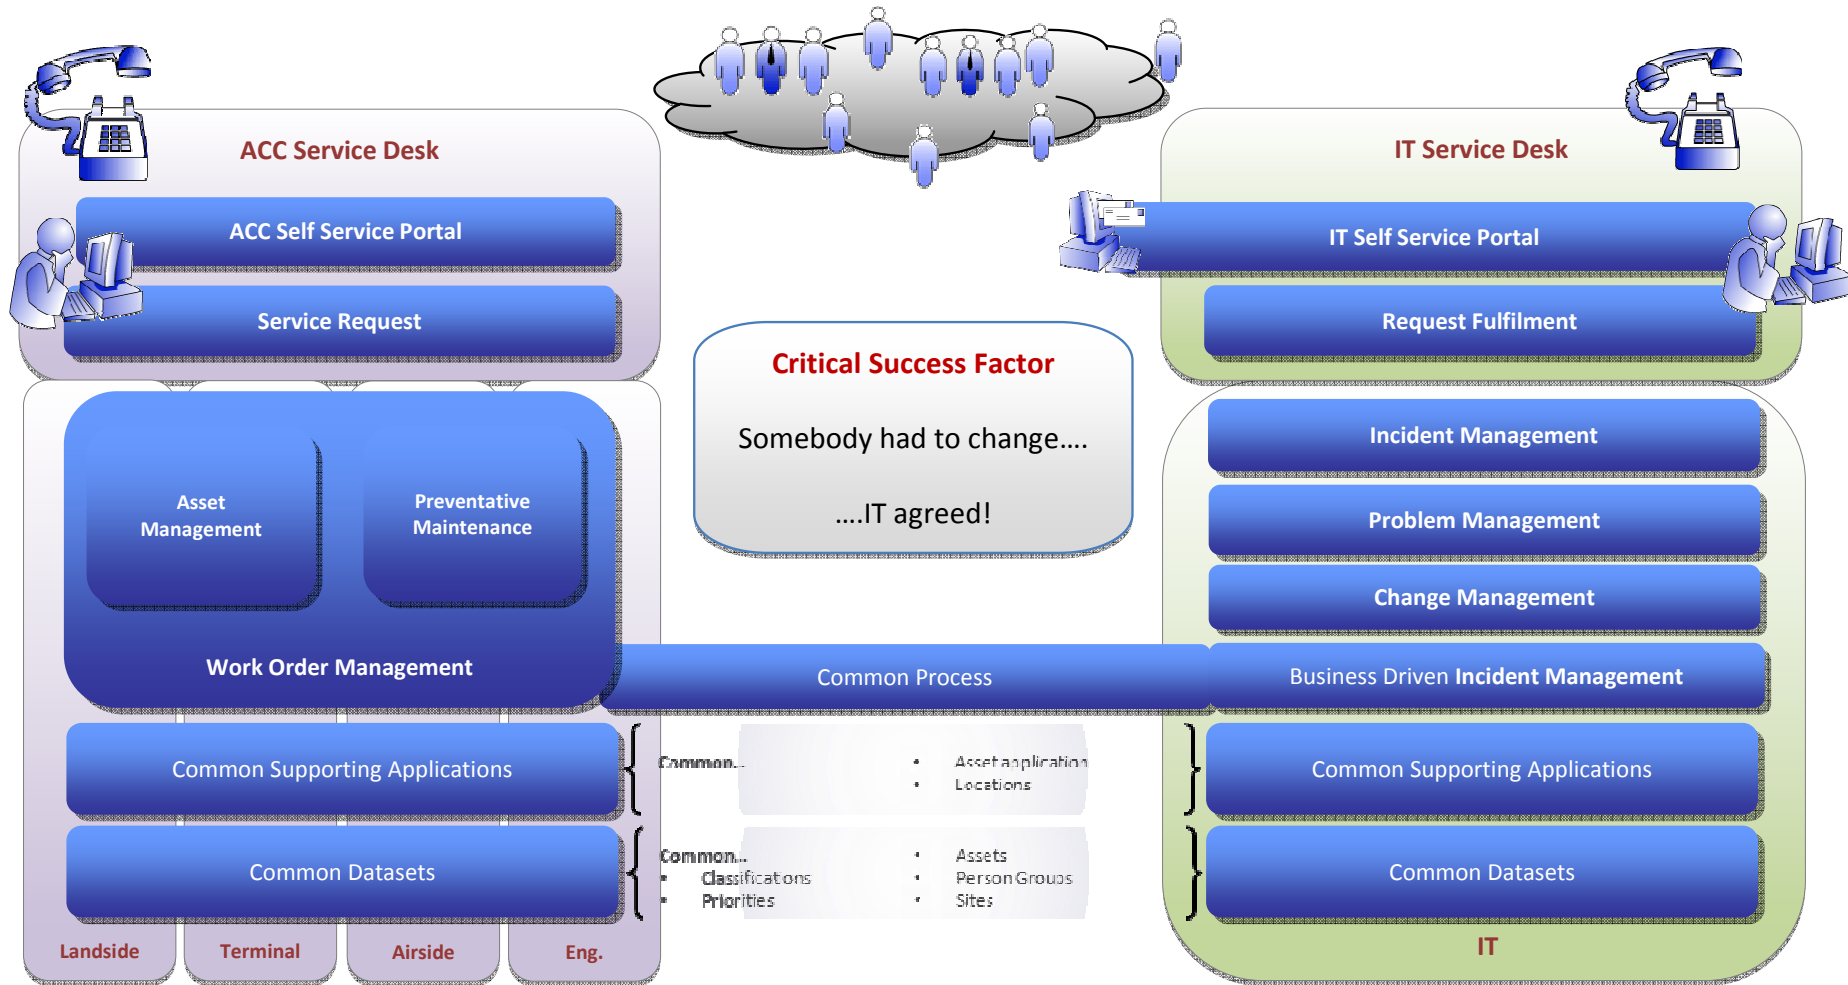 ACC Service Desk
ACC Self Service Portal
Service Request
Asset
Management
Preventative
Maintenance
Work Order Management
Common Supporting Applications
Common Datasets
Landside
Terminal
Airside
Eng.
Critical Success Factor
Somebody had to change....
....IT agreed!
Common Process
Common...
• Asset application
• Locations
Common...
• Classifications
• Priorities
• Assets
• Person Groups
• Sites
IT Service Desk
IT Self Service Portal
Request Fulfilment
Incident Management
Problem Management
Change Management
Business Driven Incident Management
Common Supporting Applications
Common Datasets
IT